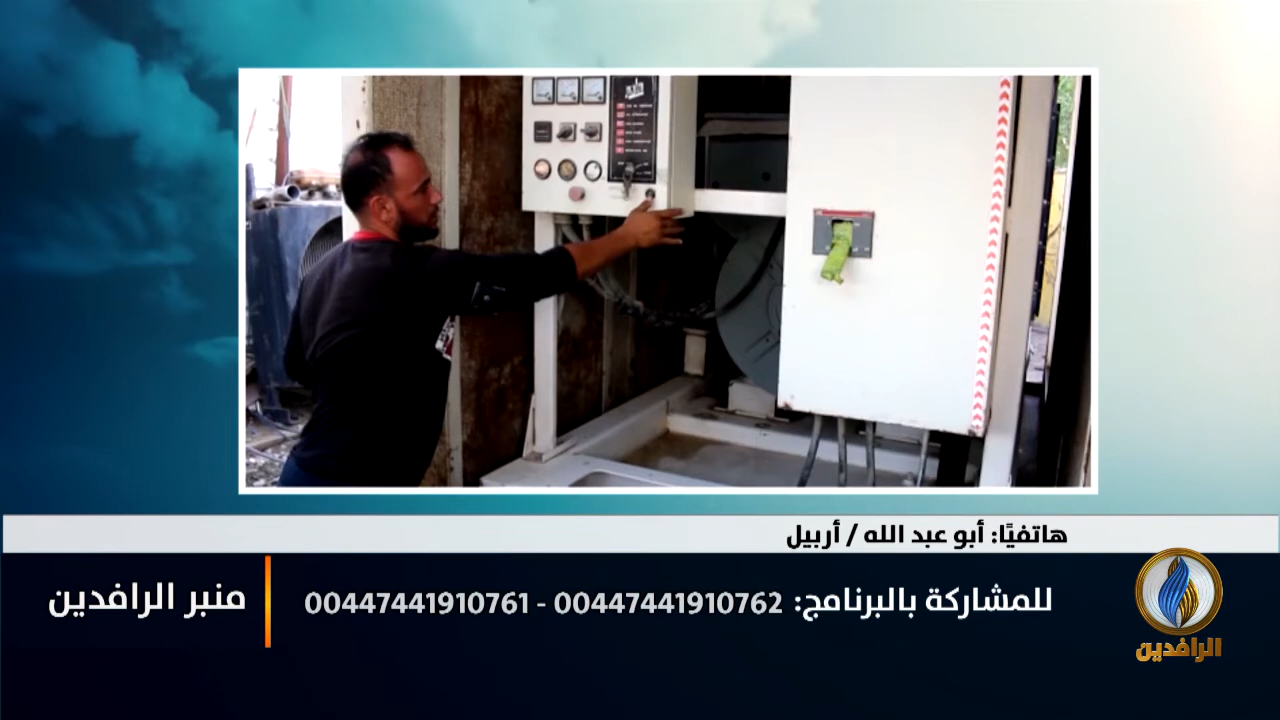 هاتفيًا: أبو عبد الله / أربيل
للمشاركة بالبرنامج: 00447441910762 - 00447441910761
منبر الرافدين
الرافدين